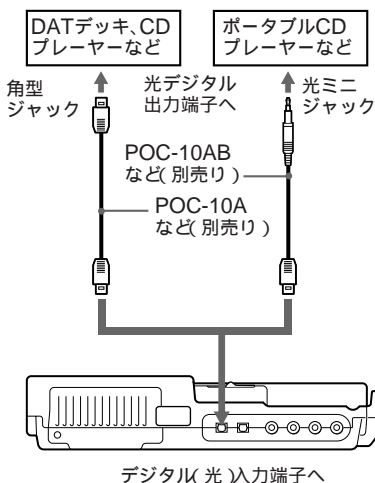 DATデッキ、CD
プレーヤーなど
ポータブルCD
プレーヤーなど
角型
ジャック
光デジタル
出力端子へ
光ミニ
ジャック
POC-10AB
など(別売り)
POC-10A
など(別売り)
デジタル(光)入力端子へ